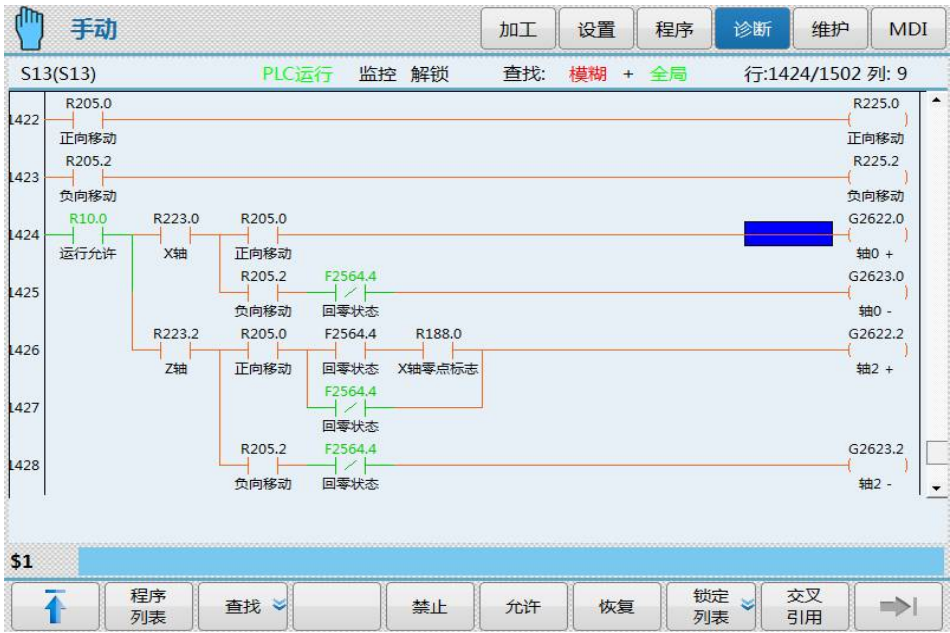 手动 加工 设置 程序 诊断 维护 MDI
S13(S13) PLC运行 监控 解锁 查找: 模糊 + 全局 行:1424/1502 列: 9
R205.0 R225.0
1422
正向移动 正向移动
R205.2 R225.2
1423
负向移动 负向移动
R10.0 R223.0 R205.0 G2622.0
1424
运行允许 X轴 正向移动 轴0 +
R205.2 F2564.4 G2623.0
1425
负向移动 回零状态 轴0 -
R223.2 R205.0 F2564.4 R188.0 G2622.2
1426
Z轴 正向移动 回零状态 X轴零点标志 轴2 +
F2564.4
1427
回零状态
R205.2 F2564.4 G2623.2
1428
负向移动 回零状态 轴2 -
$1
程序 锁定 交叉
查找 禁止 允许 恢复
列表 列表 引用